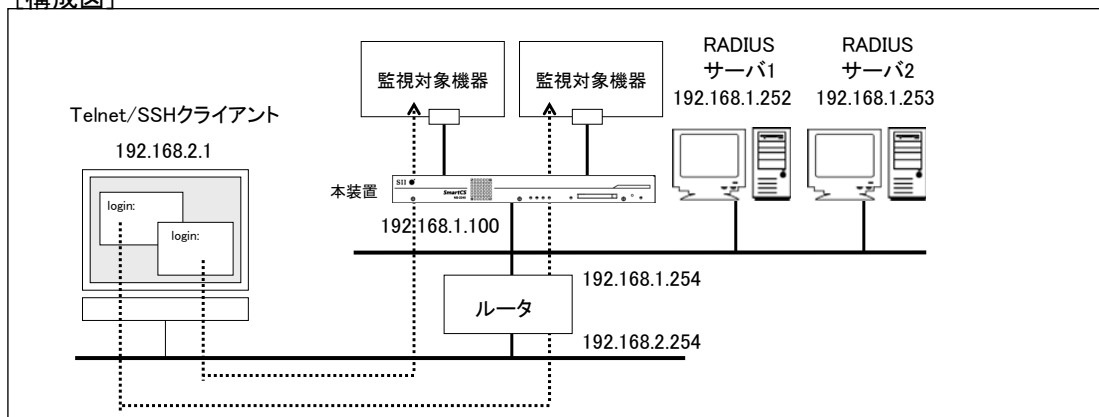 [構成図]
RADIUS
サーバ1
192.168.1.252
RADIUS
サーバ2
192.168.1.253
監視対象機器
監視対象機器
Telnet/SSHクライアント
192.168.2.1
login:
login:
本装置
SII
SmartCS
192.168.1.100
192.168.1.254
ルータ
192.168.2.254